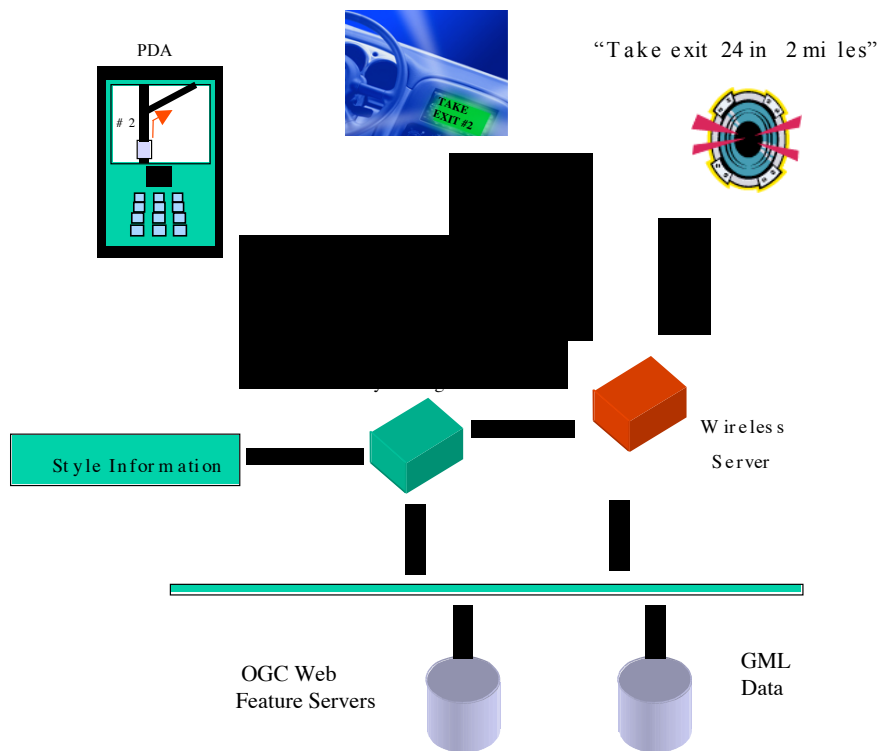 PDA
“Take exit 24 in 2 miles”
TAKE
EXIT #2
# 2
Wireless
Server
Style Information
OGC Web
Feature Servers
GML
Data